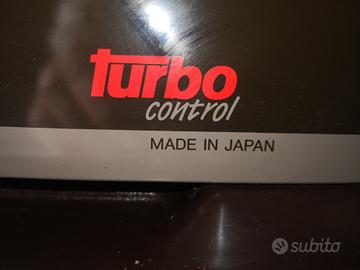 turbo
control
MADE IN JAPAN
subito